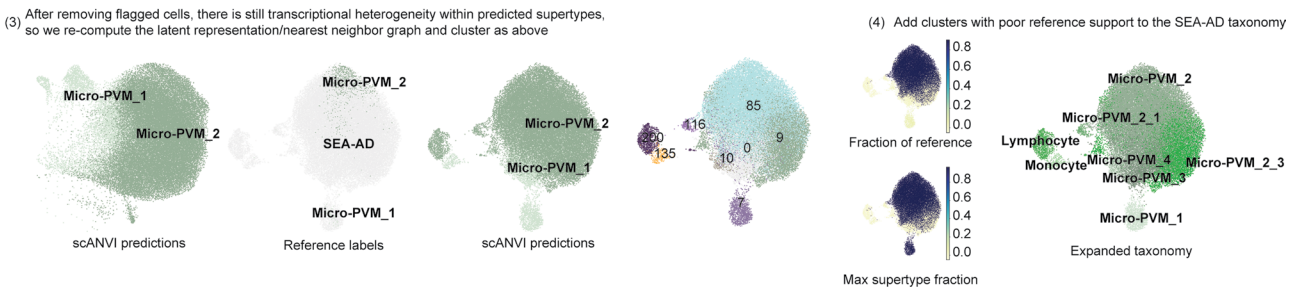 (3) After removing flagged cells, there is still transcriptional heterogeneity within predicted supertypes,
so we re-compute the latent representation/nearest neighbor graph and cluster as above
Micro-PVM_1
Micro-PVM_2
scANVI predictions
Micro-PVM_2
SEA-AD
Micro-PVM_1
Reference labels
Micro-PVM_2
Micro-PVM_1
scANVI predictions
85
116
200
135
9
0
10
7
(4) Add clusters with poor reference support to the SEA-AD taxonomy
0.8
0.6
0.4
0.2
0.0
Fraction of reference
0.8
0.6
0.4
0.2
0.0
Max supertype fraction
Micro-PVM_2
Micro-PVM_2_1
Lymphocyte
Monocyte
Micro-PVM_4
Micro-PVM_2_3
Micro-PVM_3
Micro-PVM_1
Expanded taxonomy